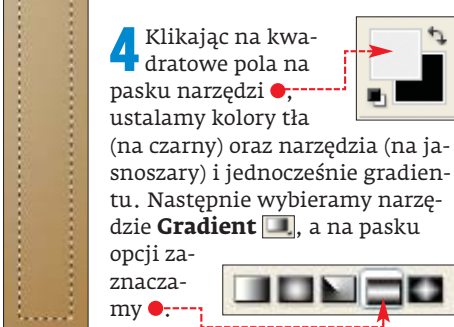 4 Klikając na kwa-
dratowe pola na
pasku narzędzi ,
ustalamy kolory tła
(na czarny) oraz narzędzia (na ja-
snoszary) i jednocześnie gradien-
tu. Następnie wybieramy narzę-
dzie Gradient , a na pasku
opcji za-
znacza-
my .